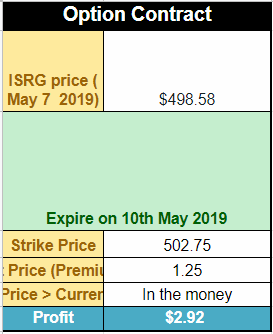 Option Contract
ISRG price (
May 7 2019)
$498.58
Expire on 10th May 2019
Strike Price
502.75
Price (Premiu
1.25
Price > Curren
In the money
Profit
$2.92